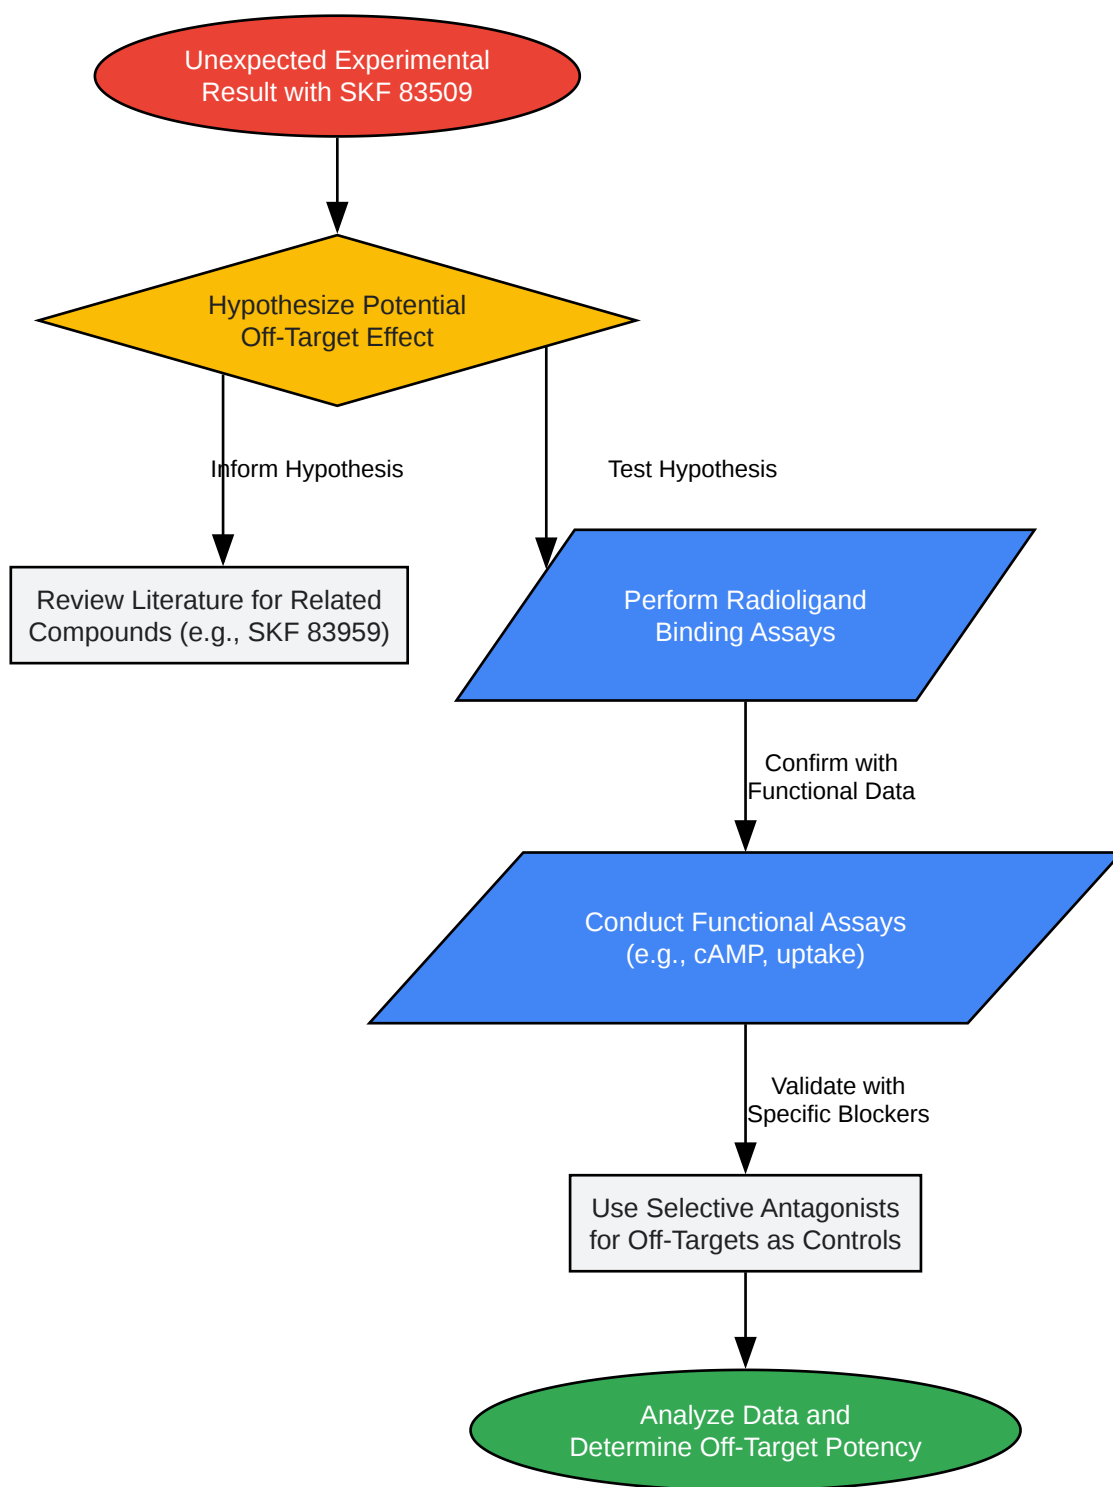 Unexpected Experimental
Result with SKF 83509
Hypothesize Potential
Off-Target Effect
Inform Hypothesis
Test Hypothesis
Review Literature for Related
Compounds (e.g., SKF 83959)
Perform Radioligand
Binding Assays
Confirm with
Functional Data
Conduct Functional Assays
(e.g., cAMP, uptake)
Validate with
Specific Blockers
Use Selective Antagonists
for Off-Targets as Controls
Analyze Data and
Determine Off-Target Potency